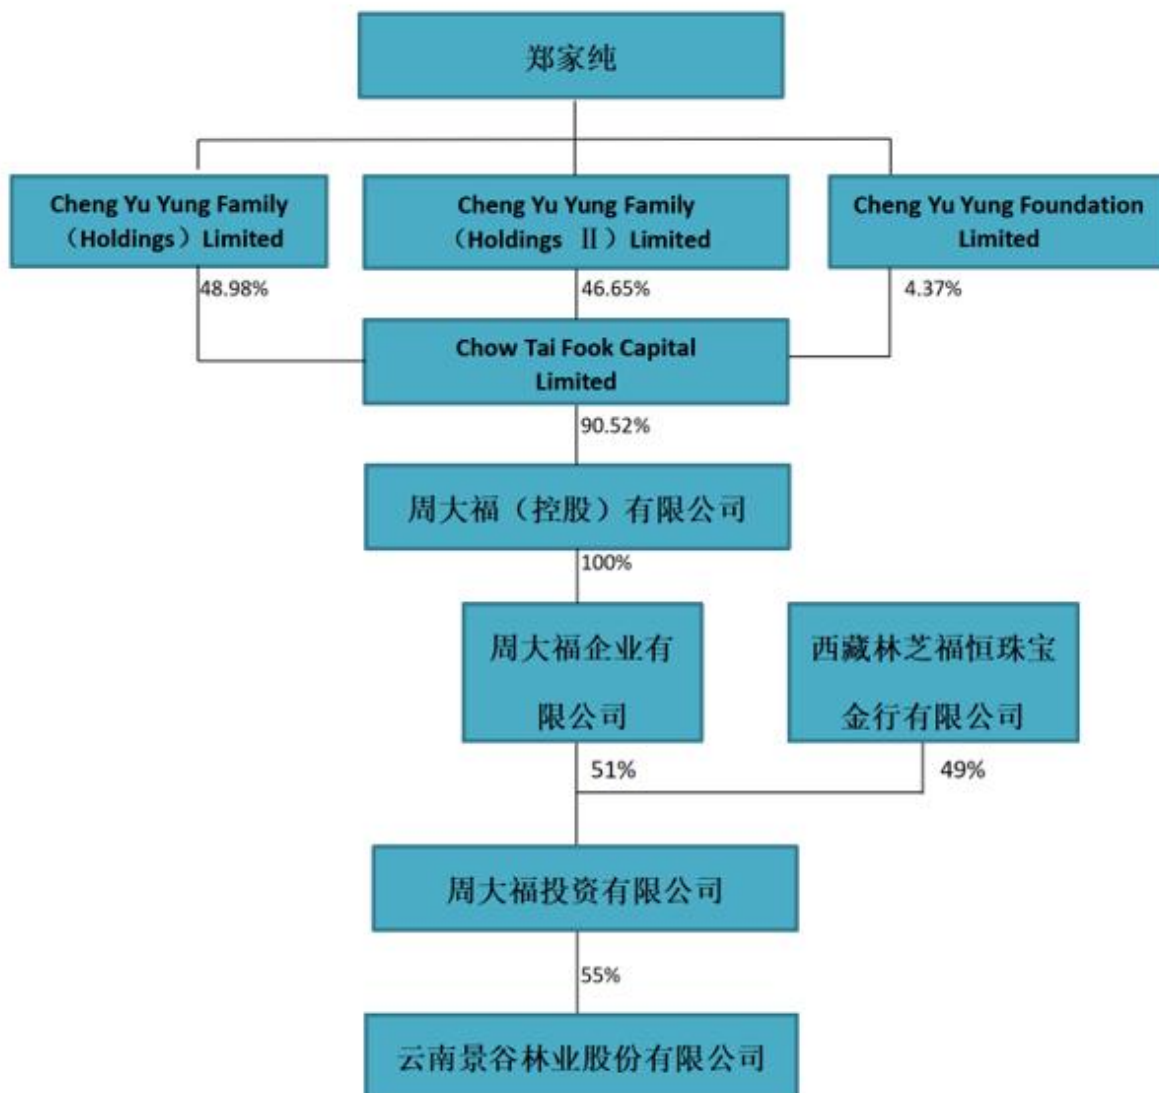 郑家纯
Cheng Yu Yung Family
（Holdings）Limited
Cheng Yu Yung Family
（Holdings Ⅱ）Limited
Cheng Yu Yung Foundation
Limited
48.98%
46.65%
4.37%
Chow Tai Fook Capital
Limited
90.52%
周大福（控股）有限公司
100%
周大福企业有
限公司
西藏林芝福恒珠宝
金行有限公司
51%
49%
周大福投资有限公司
55%
云南景谷林业股份有限公司